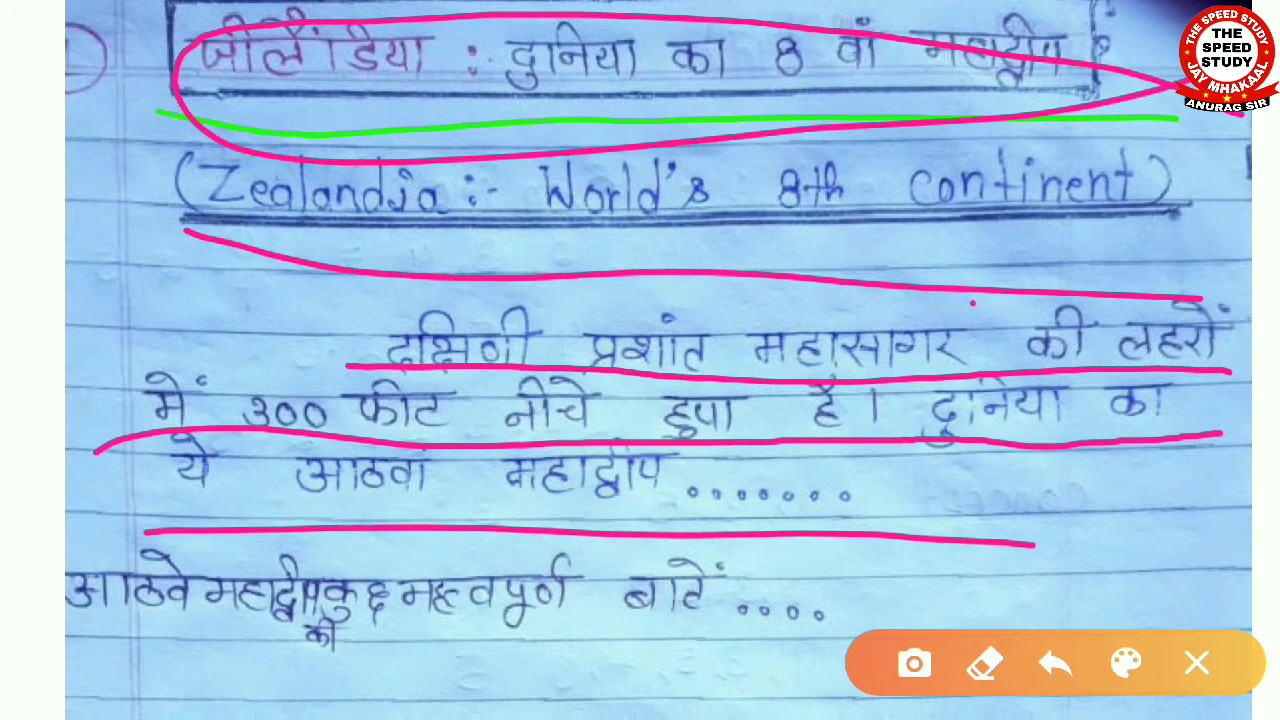 जीलैंडिया :- दुनिया का 8 वां महाद्वीप
(Zealandia:- World's 8th continent)
दक्षिणी प्रशांत महासागर की लहरों
में 300 फीट नीचे छुपा है। दुनिया का
ये आठवां महाद्वीप.......
आठवे महाद्वीप की कुछ महत्वपूर्ण बातें....
THE SPEED STUDY
THE
SPEED
STUDY
JAY MHAKAAL
ANURAG SIR